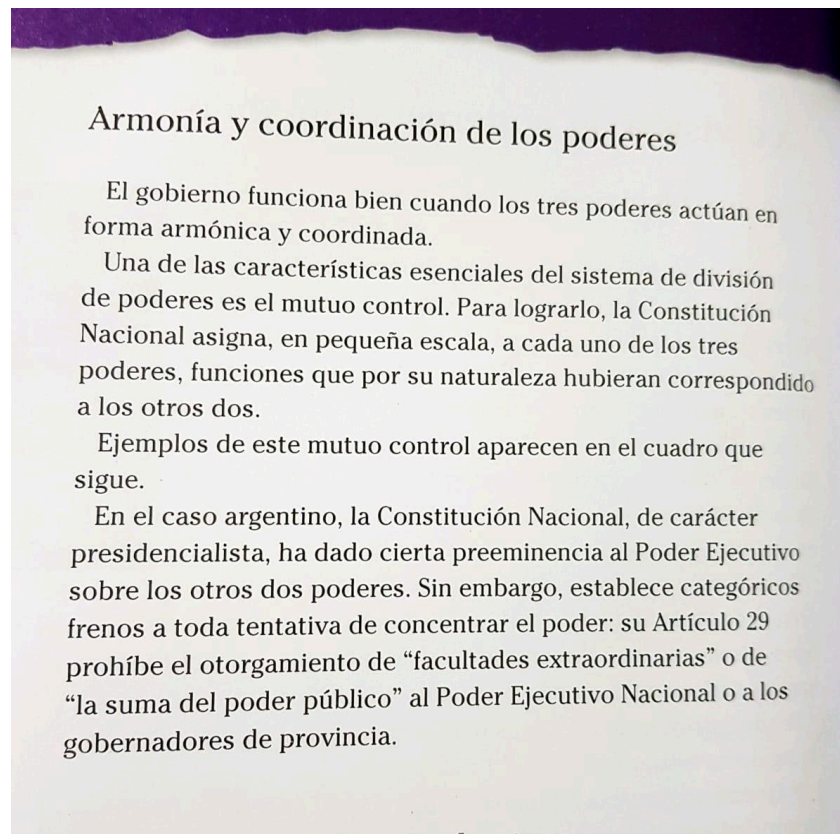 Armonía y coordinación de los poderes
El gobierno funciona bien cuando los tres poderes actúan en
forma armónica y coordinada.
Una de las características esenciales del sistema de división
de poderes es el mutuo control. Para lograrlo, la Constitución
Nacional asigna, en pequeña escala, a cada uno de los tres
poderes, funciones que por su naturaleza hubieran correspondido
a los otros dos.
Ejemplos de este mutuo control aparecen en el cuadro que
sigue.
En el caso argentino, la Constitución Nacional, de carácter
presidencialista, ha dado cierta preeminencia al Poder Ejecutivo
sobre los otros dos poderes. Sin embargo, establece categóricos
frenos a toda tentativa de concentrar el poder: su Artículo 29
prohíbe el otorgamiento de “facultades extraordinarias” o de
“la suma del poder público” al Poder Ejecutivo Nacional o a los
gobernadores de provincia.